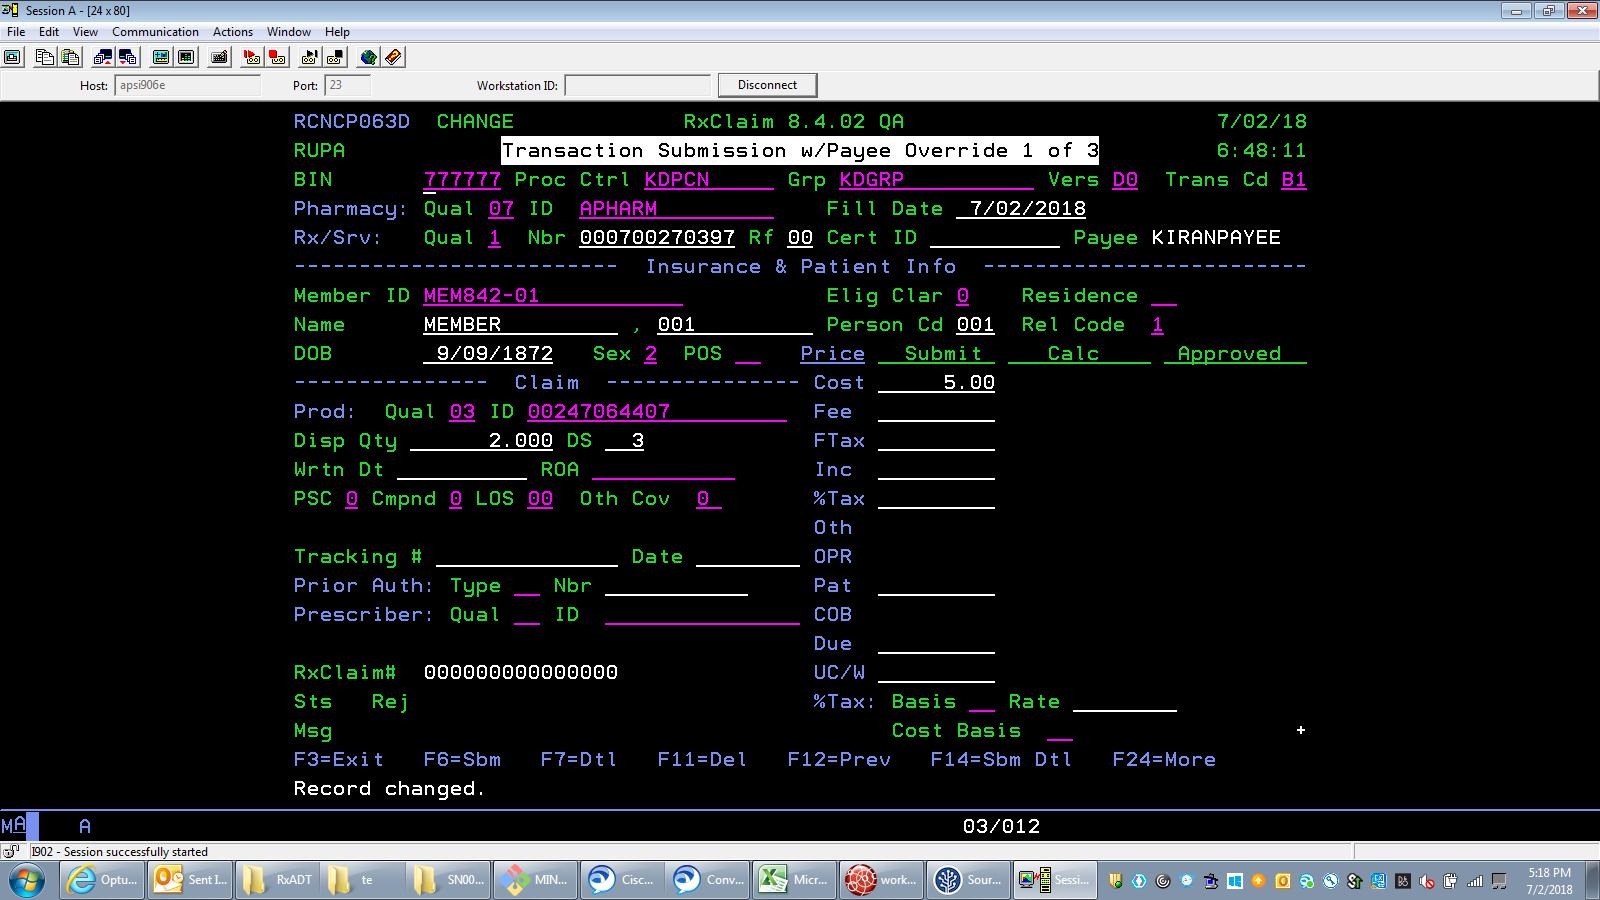 Session A - [24 x 80]
File Edit View Communication Actions Window Help
Host: apsi906e Port: 23 Workstation ID: Disconnect
RCNCP063D CHANGE RxClaim 8.4.02 QA 7/02/18
RUPA Transaction Submission w/Payee Override 1 of 3 6:48:11
BIN 777777 Proc Ctrl KDPCN Grp KDGRP Vers D0 Trans Cd B1
Pharmacy: Qual 07 ID APHARM Fill Date 7/02/2018
Rx/Srv: Qual 1 Nbr 000700270397 Rf 00 Cert ID Payee KIRANPAYEE
------------------------- Insurance & Patient Info -------------------------
Member ID MEM842-01 Elig Clar 0 Residence
Name MEMBER , 001 Person Cd 001 Rel Code 1
DOB 9/09/1872 Sex 2 POS Price Submit Calc Approved
--------------- Claim --------------- Cost 5.00
Prod: Qual 03 ID 00247064407 Fee
Disp Qty 2.000 DS 3 FTax
Wrtn Dt ROA Inc
PSC 0 Cmpnd 0 LOS 00 Oth Cov 0 %Tax
Oth
Tracking # Date OPR
Prior Auth: Type Nbr Pat
Prescriber: Qual ID COB
Due
RxClaim# 000000000000000 UC/W
Sts Rej %Tax: Basis Rate
Msg Cost Basis +
F3=Exit F6=Sbm F7=Dtl F11=Del F12=Prev F14=Sbm Dtl F24=More
Record changed.
MA A 03/012
I902 - Session successfully started
Optu... Sent I... RxADT te SN00... MIN... Cisc... Conv... Micr... work... Sour... Sessi... 5:18 PM
7/2/2018